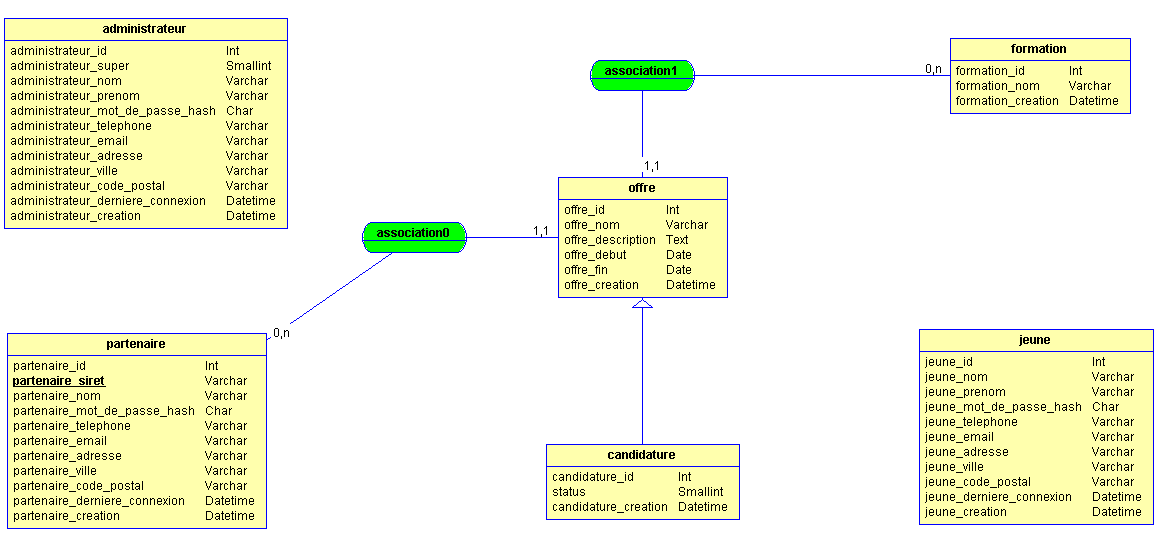 administrateur
administrateur_id Int
administrateur_super Smallint
administrateur_nom Varchar
administrateur_prenom Varchar
administrateur_mot_de_passe_hash Char
administrateur_telephone Varchar
administrateur_email Varchar
administrateur_adresse Varchar
administrateur_ville Varchar
administrateur_code_postal Varchar
administrateur_derniere_connexion Datetime
administrateur_creation Datetime
association1
0,n
1,1
formation
formation_id Int
formation_nom Varchar
formation_creation Datetime
offre
offre_id Int
offre_nom Varchar
offre_description Text
offre_debut Date
offre_fin Date
offre_creation Datetime
association0
1,1
0,n
partenaire
partenaire_id Int
partenaire_siret Varchar
partenaire_nom Varchar
partenaire_mot_de_passe_hash Char
partenaire_telephone Varchar
partenaire_email Varchar
partenaire_adresse Varchar
partenaire_ville Varchar
partenaire_code_postal Varchar
partenaire_derniere_connexion Datetime
partenaire_creation Datetime
candidature
candidature_id Int
status Smallint
candidature_creation Datetime
jeune
jeune_id Int
jeune_nom Varchar
jeune_prenom Varchar
jeune_mot_de_passe_hash Char
jeune_telephone Varchar
jeune_email Varchar
jeune_adresse Varchar
jeune_ville Varchar
jeune_code_postal Varchar
jeune_derniere_connexion Datetime
jeune_creation Datetime